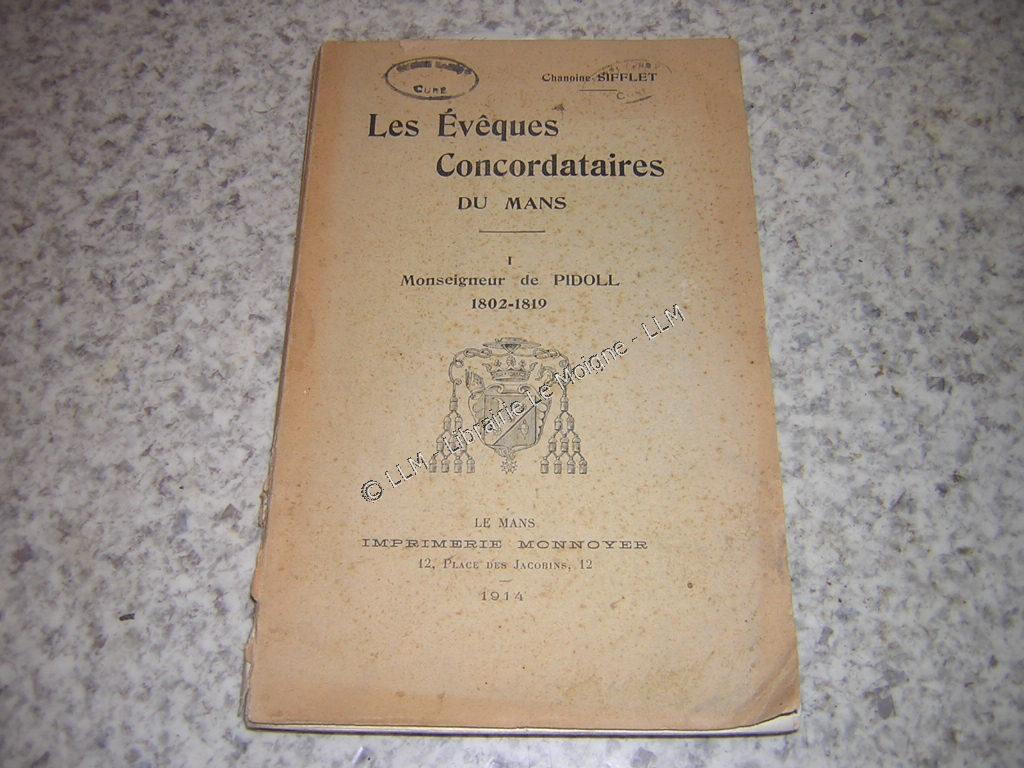 CURÉ
Chanoine SIFFLET
Les Évêques
Concordataires
DU MANS
I
Monseigneur de PIDOLL
1802-1819
© LLM - Librairie Le Moigne - LLM
LE MANS
IMPRIMERIE MONNOYER
12, PLACE DES JACOBINS, 12
1914